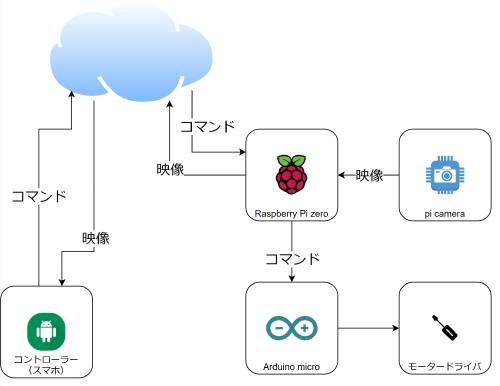 コマンド
映像
映像
コマンド
Raspberry Pi zero
pi camera
コマンド
映像
コントローラー
(スマホ)
Arduino micro
モータードライバ